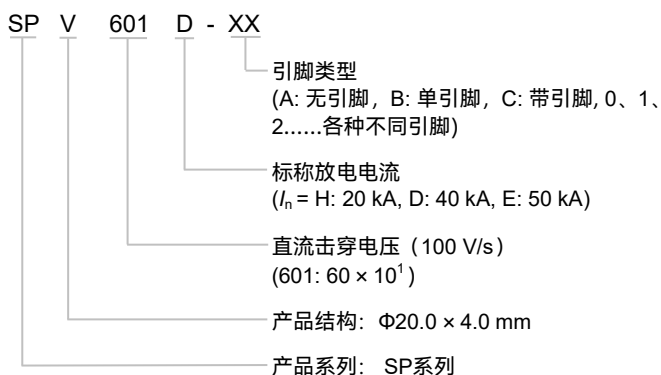 SP V 601 D - XX
引脚类型
(A: 无引脚，B: 单引脚，C: 带引脚, 0、1、
2……各种不同引脚)
标称放电电流
(Iₙ = H: 20 kA, D: 40 kA, E: 50 kA)
直流击穿电压（100 V/s）
(601: 60 × 10¹)
产品结构： Φ20.0 × 4.0 mm
产品系列： SP系列